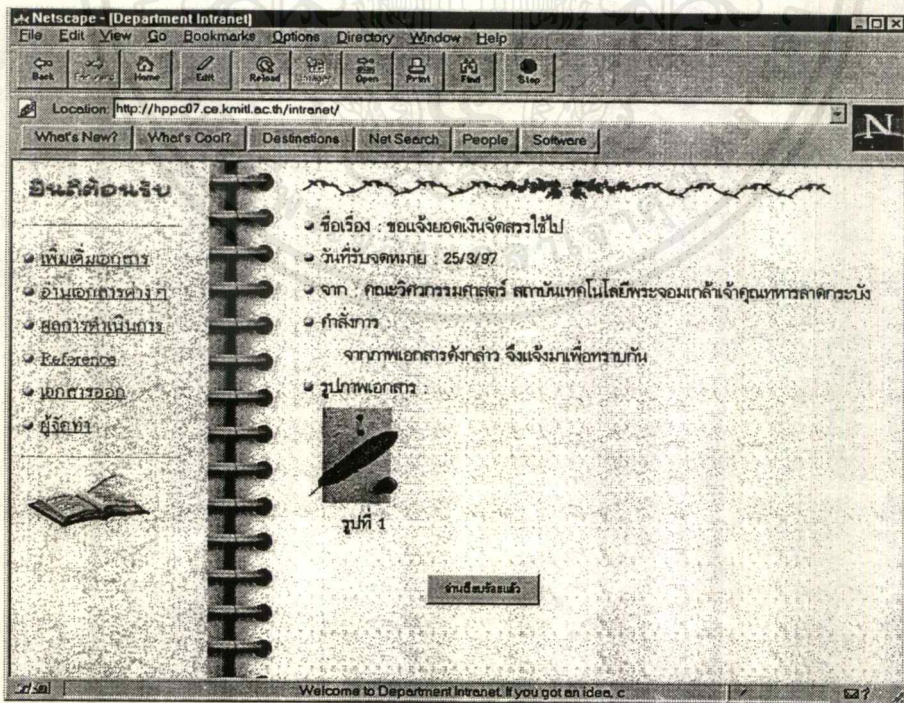 Netscape - [Department Intranet]
File Edit View Go Bookmarks Options Directory Window Help
Back Home Edit Reload Open Print Find Stop
Location: http://hppc07.ce.kmitl.ac.th/intranet/
What's New? What's Cool? Destinations Net Search People Software
N
ยินดีต้อนรับ
เพิ่มเติมเอกสาร
อ่านเอกสารต่าง ๆ
ผลการดำเนินการ
Reference
เอกสารออก
ผู้จัดทำ
ชื่อเรื่อง : ขอแจ้งยอดเงินจัดสรรใช้ไป
วันที่รับจดหมาย : 25/3/97
จาก : คณะวิศวกรรมศาสตร์ สถาบันเทคโนโลยีพระจอมเกล้าเจ้าคุณทหารลาดกระบัง
คำสั่งการ :
จากภาพเอกสารดังกล่าว จึงแจ้งมาเพื่อทราบกัน
รูปภาพเอกสาร :
รูปที่ 1
อ่านเรียบร้อยแล้ว
Welcome to Department Intranet. If you got an idea, c